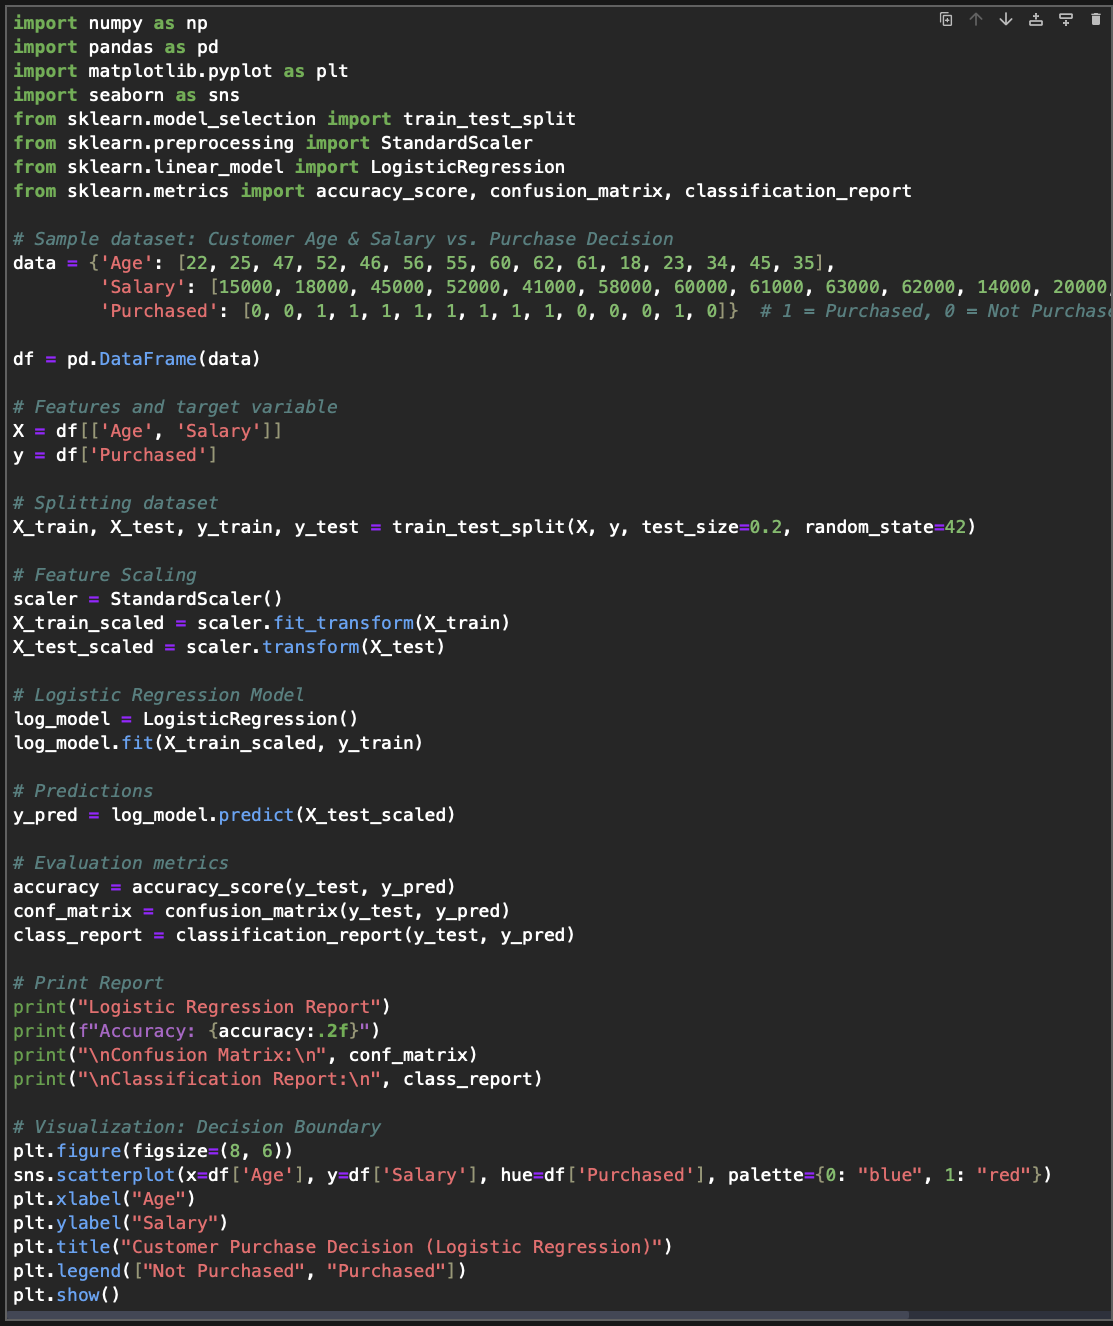 import numpy as np
import pandas as pd
import matplotlib.pyplot as plt
import seaborn as sns
from sklearn.model_selection import train_test_split
from sklearn.preprocessing import StandardScaler
from sklearn.linear_model import LogisticRegression
from sklearn.metrics import accuracy_score, confusion_matrix, classification_report

# Sample dataset: Customer Age & Salary vs. Purchase Decision
data = {'Age': [22, 25, 47, 52, 46, 56, 55, 60, 62, 61, 18, 23, 34, 45, 35],
        'Salary': [15000, 18000, 45000, 52000, 41000, 58000, 60000, 61000, 63000, 62000, 14000, 20000,
        'Purchased': [0, 0, 1, 1, 1, 1, 1, 1, 1, 1, 0, 0, 0, 1, 0]}  # 1 = Purchased, 0 = Not

df = pd.DataFrame(data)

# Features and target variable
X = df[['Age', 'Salary']]
y = df['Purchased']

# Splitting dataset
X_train, X_test, y_train, y_test = train_test_split(X, y, test_size=0.2, random_state=42)

# Feature Scaling
scaler = StandardScaler()
X_train_scaled = scaler.fit_transform(X_train)
X_test_scaled = scaler.transform(X_test)

# Logistic Regression Model
log_model = LogisticRegression()
log_model.fit(X_train_scaled, y_train)

# Predictions
y_pred = log_model.predict(X_test_scaled)

# Evaluation metrics
accuracy = accuracy_score(y_test, y_pred)
conf_matrix = confusion_matrix(y_test, y_pred)
class_report = classification_report(y_test, y_pred)

# Print Report
print("Logistic Regression Report")
print(f"Accuracy: {accuracy:.2f}")
print("\nConfusion Matrix:\n", conf_matrix)
print("\nClassification Report:\n", class_report)

# Visualization: Decision Boundary
plt.figure(figsize=(8, 6))
sns.scatterplot(x=df['Age'], y=df['Salary'], hue=df['Purchased'], palette={0: "blue", 1: "red"})
plt.xlabel("Age")
plt.ylabel("Salary")
plt.title("Customer Purchase Decision (Logistic Regression)")
plt.legend(["Not Purchased", "Purchased"])
plt.show()